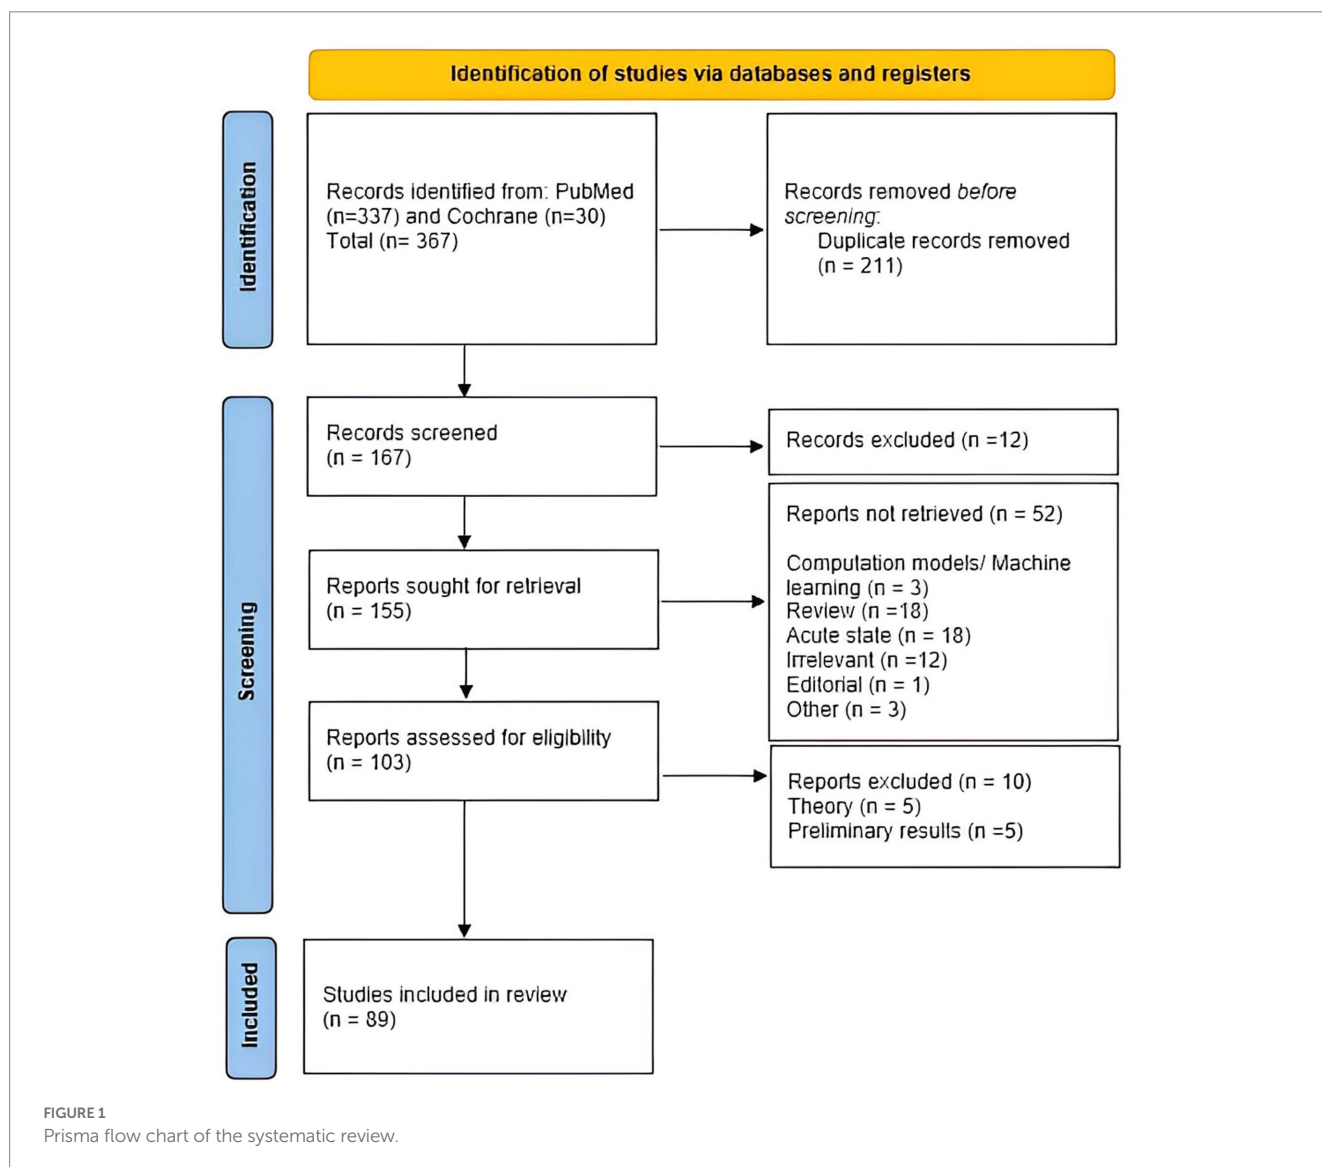 Identification of studies via databases and registers
Identification
Records identified from: PubMed
(n=337) and Cochrane (n=30)
Total (n= 367)
Records removed before
screening:
Duplicate records removed
(n = 211)
Screening
Records screened
(n = 167)
Records excluded (n =12)
Reports sought for retrieval
(n = 155)
Reports not retrieved (n = 52)
Computation models/ Machine
learning (n = 3)
Review (n =18)
Acute state (n = 18)
Irrelevant (n =12)
Editorial (n = 1)
Other (n = 3)
Reports assessed for eligibility
(n = 103)
Reports excluded (n = 10)
Theory (n = 5)
Preliminary results (n =5)
Included
Studies included in review
(n = 89)
FIGURE 1
Prisma flow chart of the systematic review.